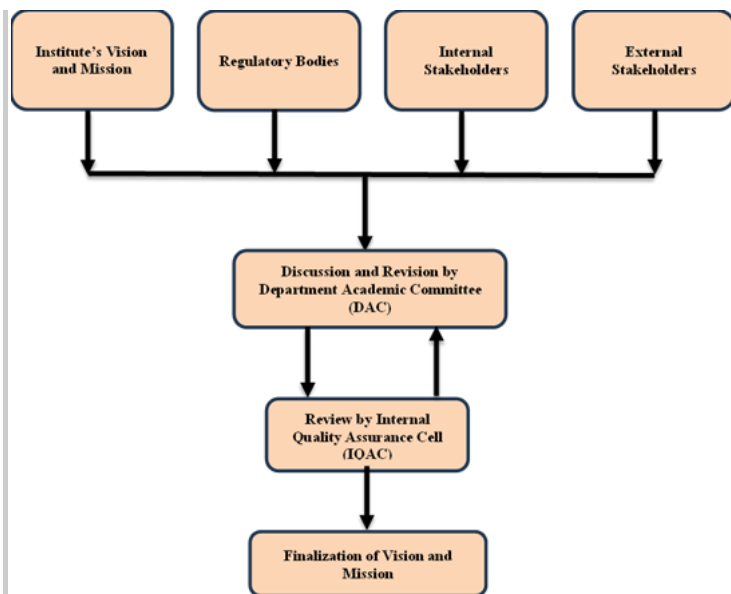 Institute's Vision
and Mission
Regulatory Bodies
Internal
Stakeholders
External
Stakeholders
Discussion and Revision by
Department Academic Committee
(DAC)
Review by Internal
Quality Assurance Cell
(IQAC)
Finalization of Vision and
Mission